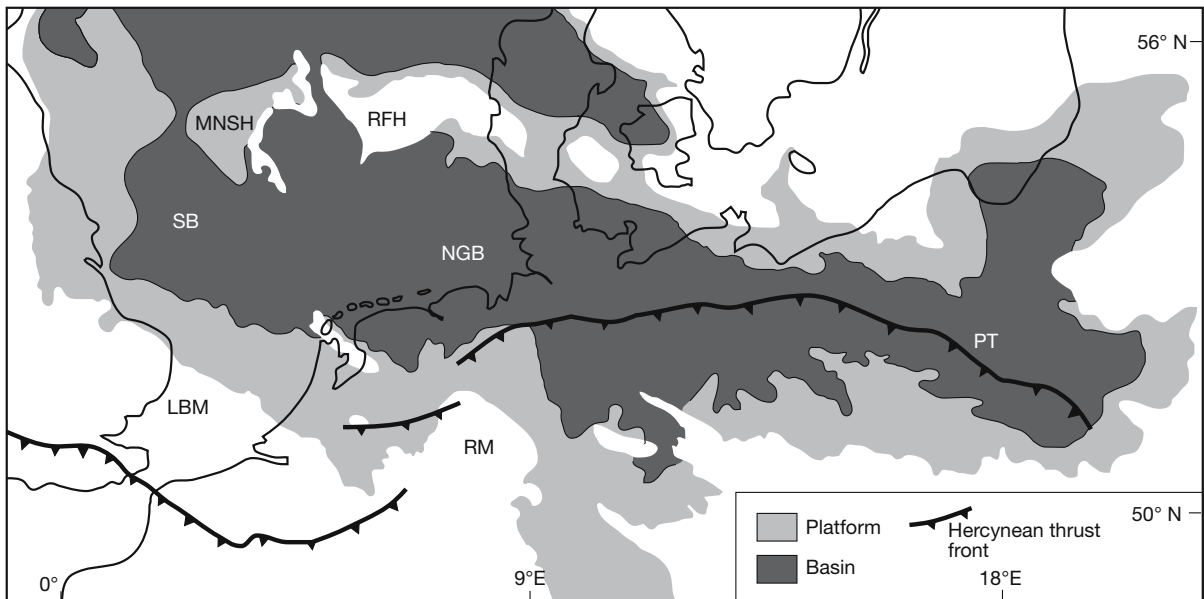 56° N
MNSH
RFH
SB
NGB
PT
LBM
RM
50° N
Platform
Hercynean thrust
front
Basin
0°
9°E
18°E